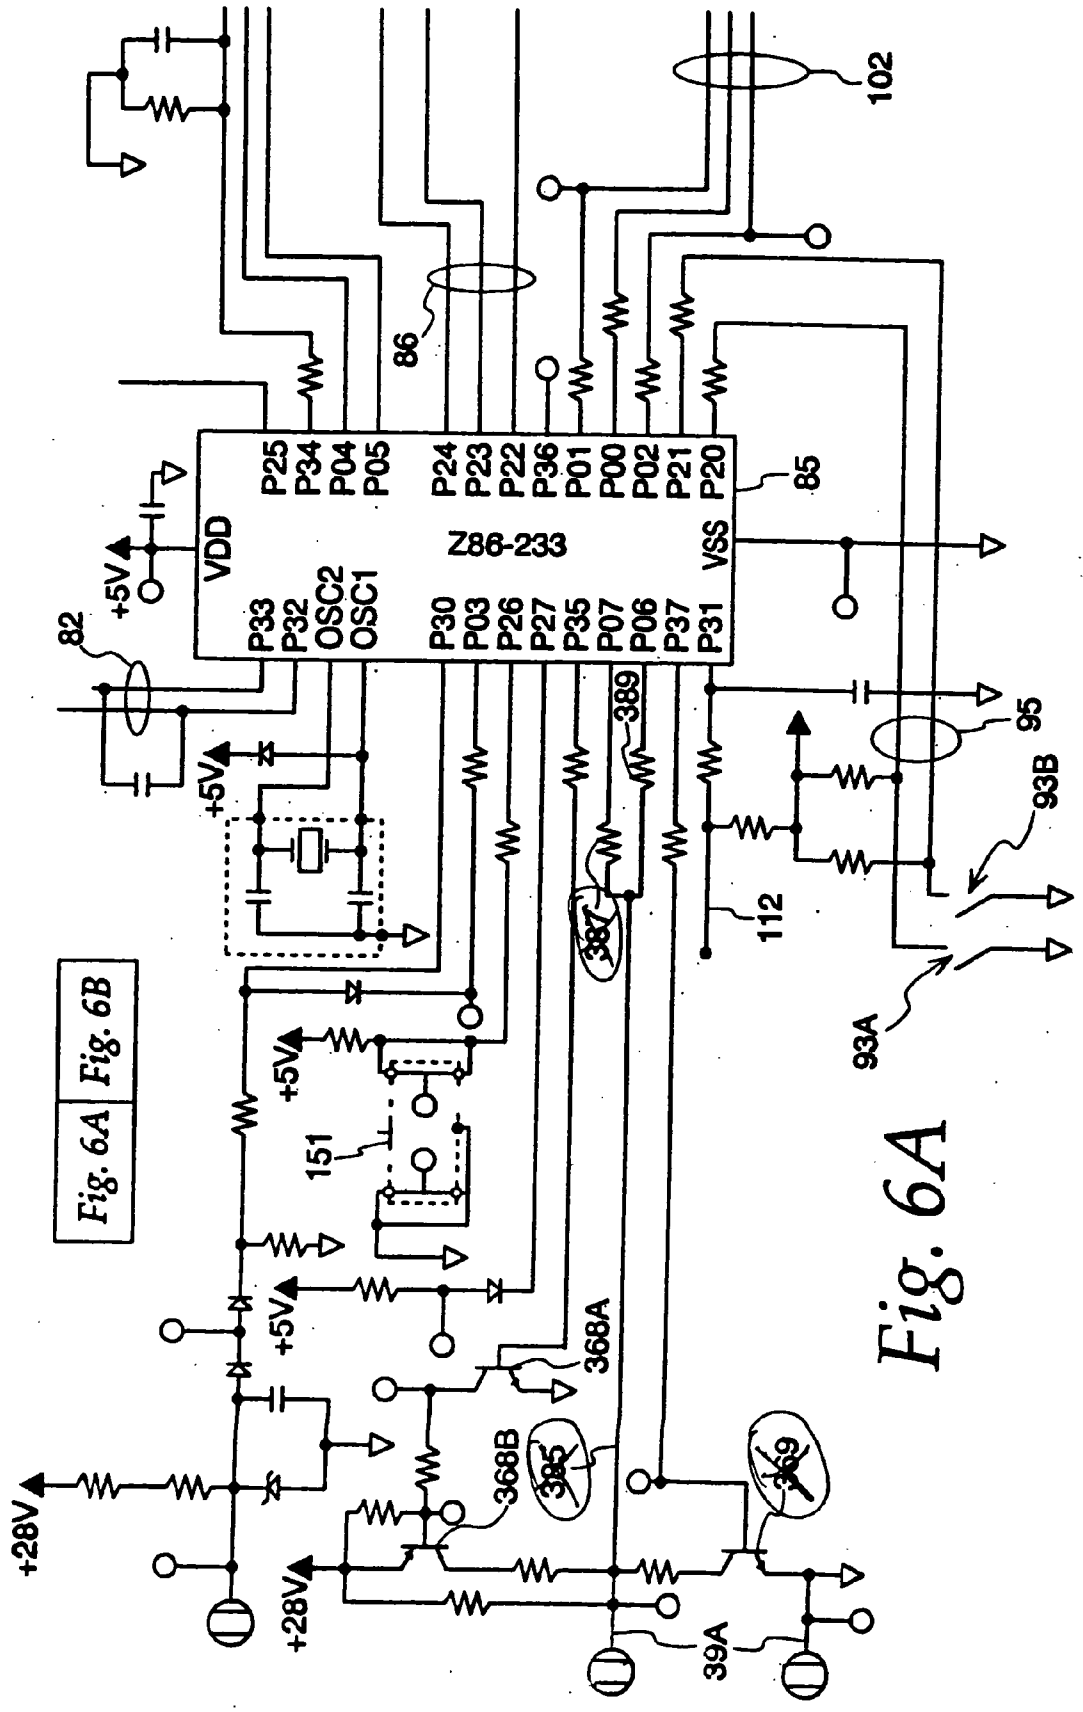 Fig. 6A Fig. 6B
+28V
+5V
82
+5V
VDD
P33
P32
OSC2
OSC1
P30
P03
P26
P27
P35
P07
P06
P37
P31
Z86-233
P25
P34
P04
P05
P24
P23
P22
P36
P01
P00
P02
P21
P20
VSS
85
86
102
+5V
151
+5V
368A
+28V
368B
385
369
39A
387
389
112
95
93B
93A
Fig. 6A